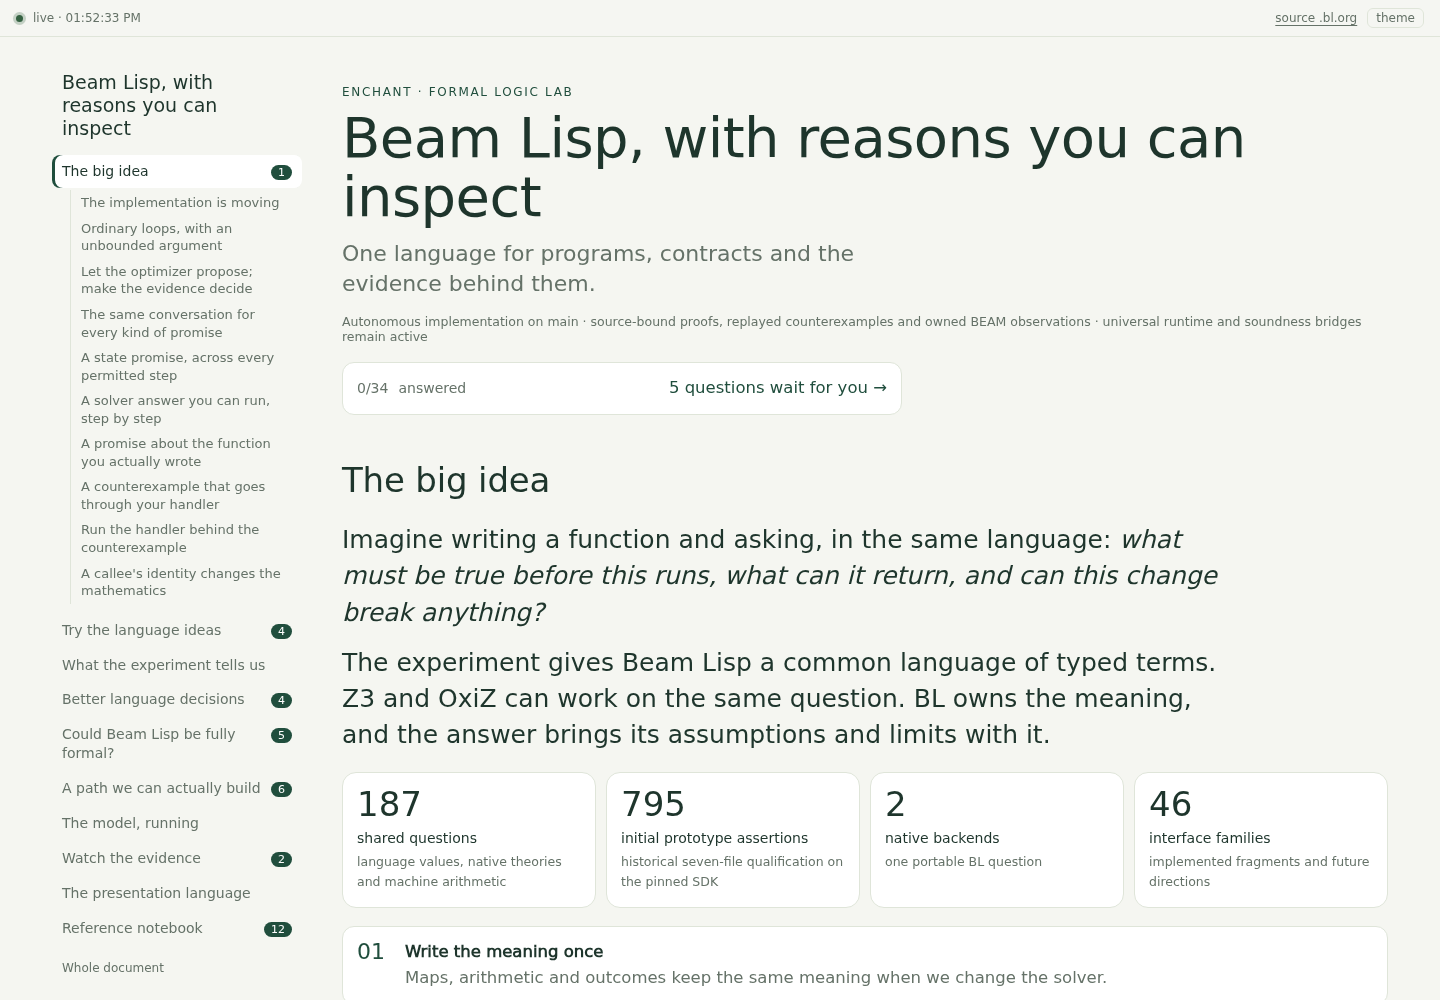 live · 01:52:33 PM
source .bl.org
theme
Beam Lisp, with
reasons you can
inspect
The big idea
1
The implementation is moving
Ordinary loops, with an
unbounded argument
Let the optimizer propose;
make the evidence decide
The same conversation for
every kind of promise
A state promise, across every
permitted step
A solver answer you can run,
step by step
A promise about the function
you actually wrote
A counterexample that goes
through your handler
Run the handler behind the
counterexample
A callee's identity changes the
mathematics
Try the language ideas
4
What the experiment tells us
Better language decisions
4
Could Beam Lisp be fully
formal?
5
A path we can actually build
6
The model, running
Watch the evidence
2
The presentation language
Reference notebook
12
Whole document
ENCHANT · FORMAL LOGIC LAB
Beam Lisp, with reasons you can
inspect
One language for programs, contracts and the
evidence behind them.
Autonomous implementation on main · source-bound proofs, replayed counterexamples and owned BEAM observations · universal runtime and soundness bridges
remain active
0/34 answered
5 questions wait for you →
The big idea
Imagine writing a function and asking, in the same language: what
must be true before this runs, what can it return, and can this change
break anything?
The experiment gives Beam Lisp a common language of typed terms.
Z3 and OxiZ can work on the same question. BL owns the meaning,
and the answer brings its assumptions and limits with it.
187
shared questions
language values, native theories
and machine arithmetic
795
initial prototype assertions
historical seven-file qualification on
the pinned SDK
2
native backends
one portable BL question
46
interface families
implemented fragments and future
directions
01
Write the meaning once
Maps, arithmetic and outcomes keep the same meaning when we change the solver.